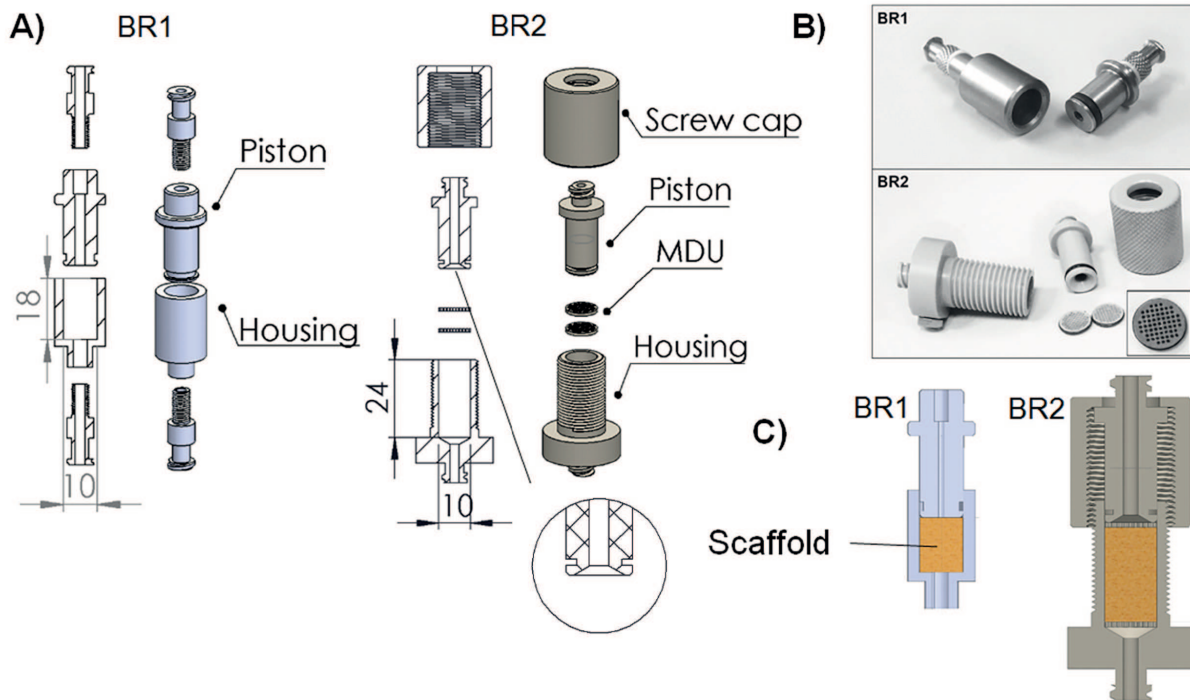 A)
BR1
BR2
Piston
Housing
18
10
Screw cap
Piston
MDU
Housing
24
10
B)
BR1
BR2
C)
BR1
BR2
Scaffold